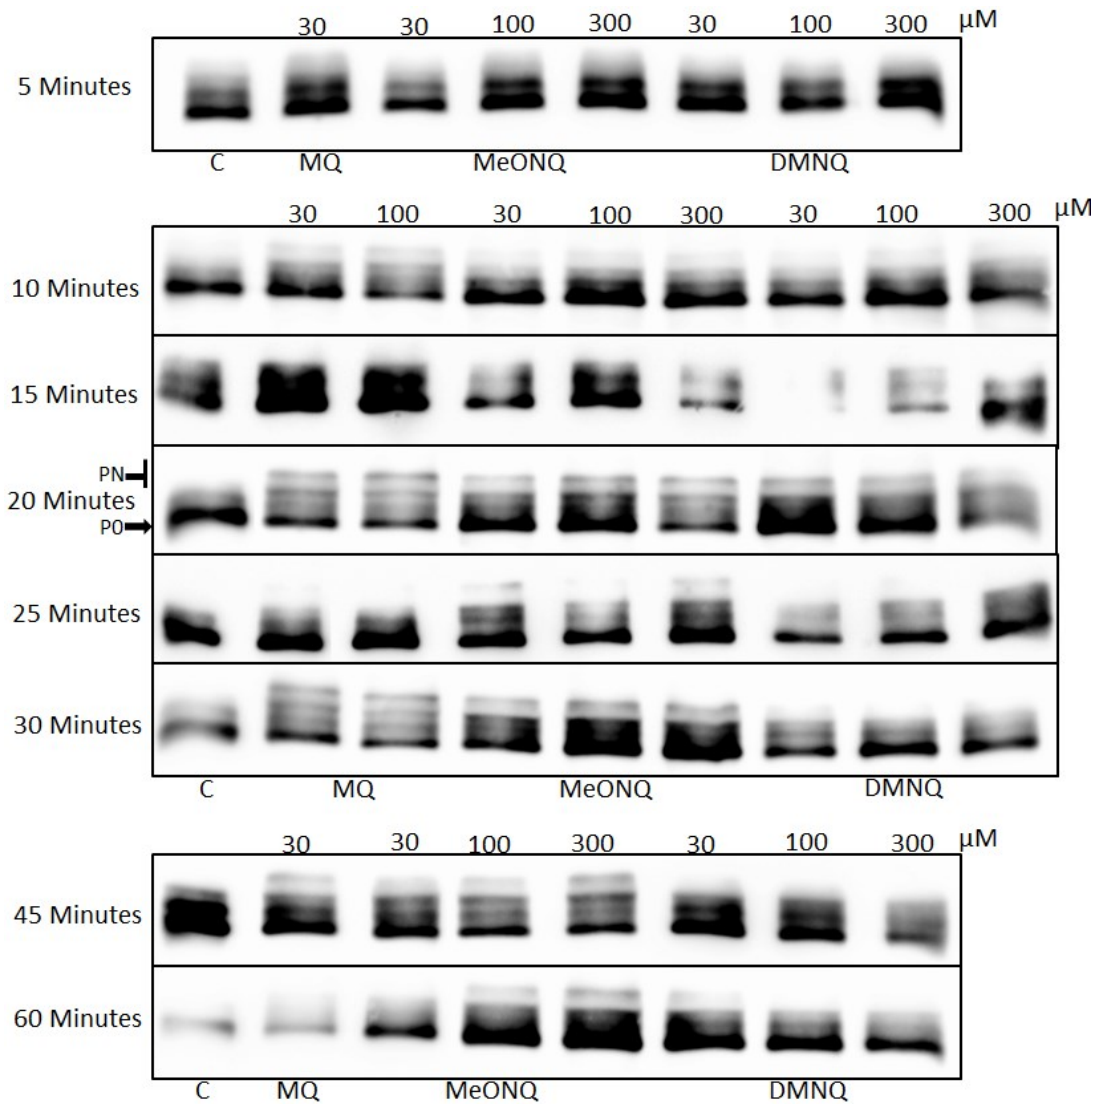 30 30 100 300 30 100 300 μM
5 Minutes
C MQ MeONQ DMNQ
30 100 30 100 300 30 100 300 μM
10 Minutes
15 Minutes
PN
20 Minutes
P0
25 Minutes
30 Minutes
C MQ MeONQ DMNQ
30 30 100 300 30 100 300 μM
45 Minutes
60 Minutes
C MQ MeONQ DMNQ